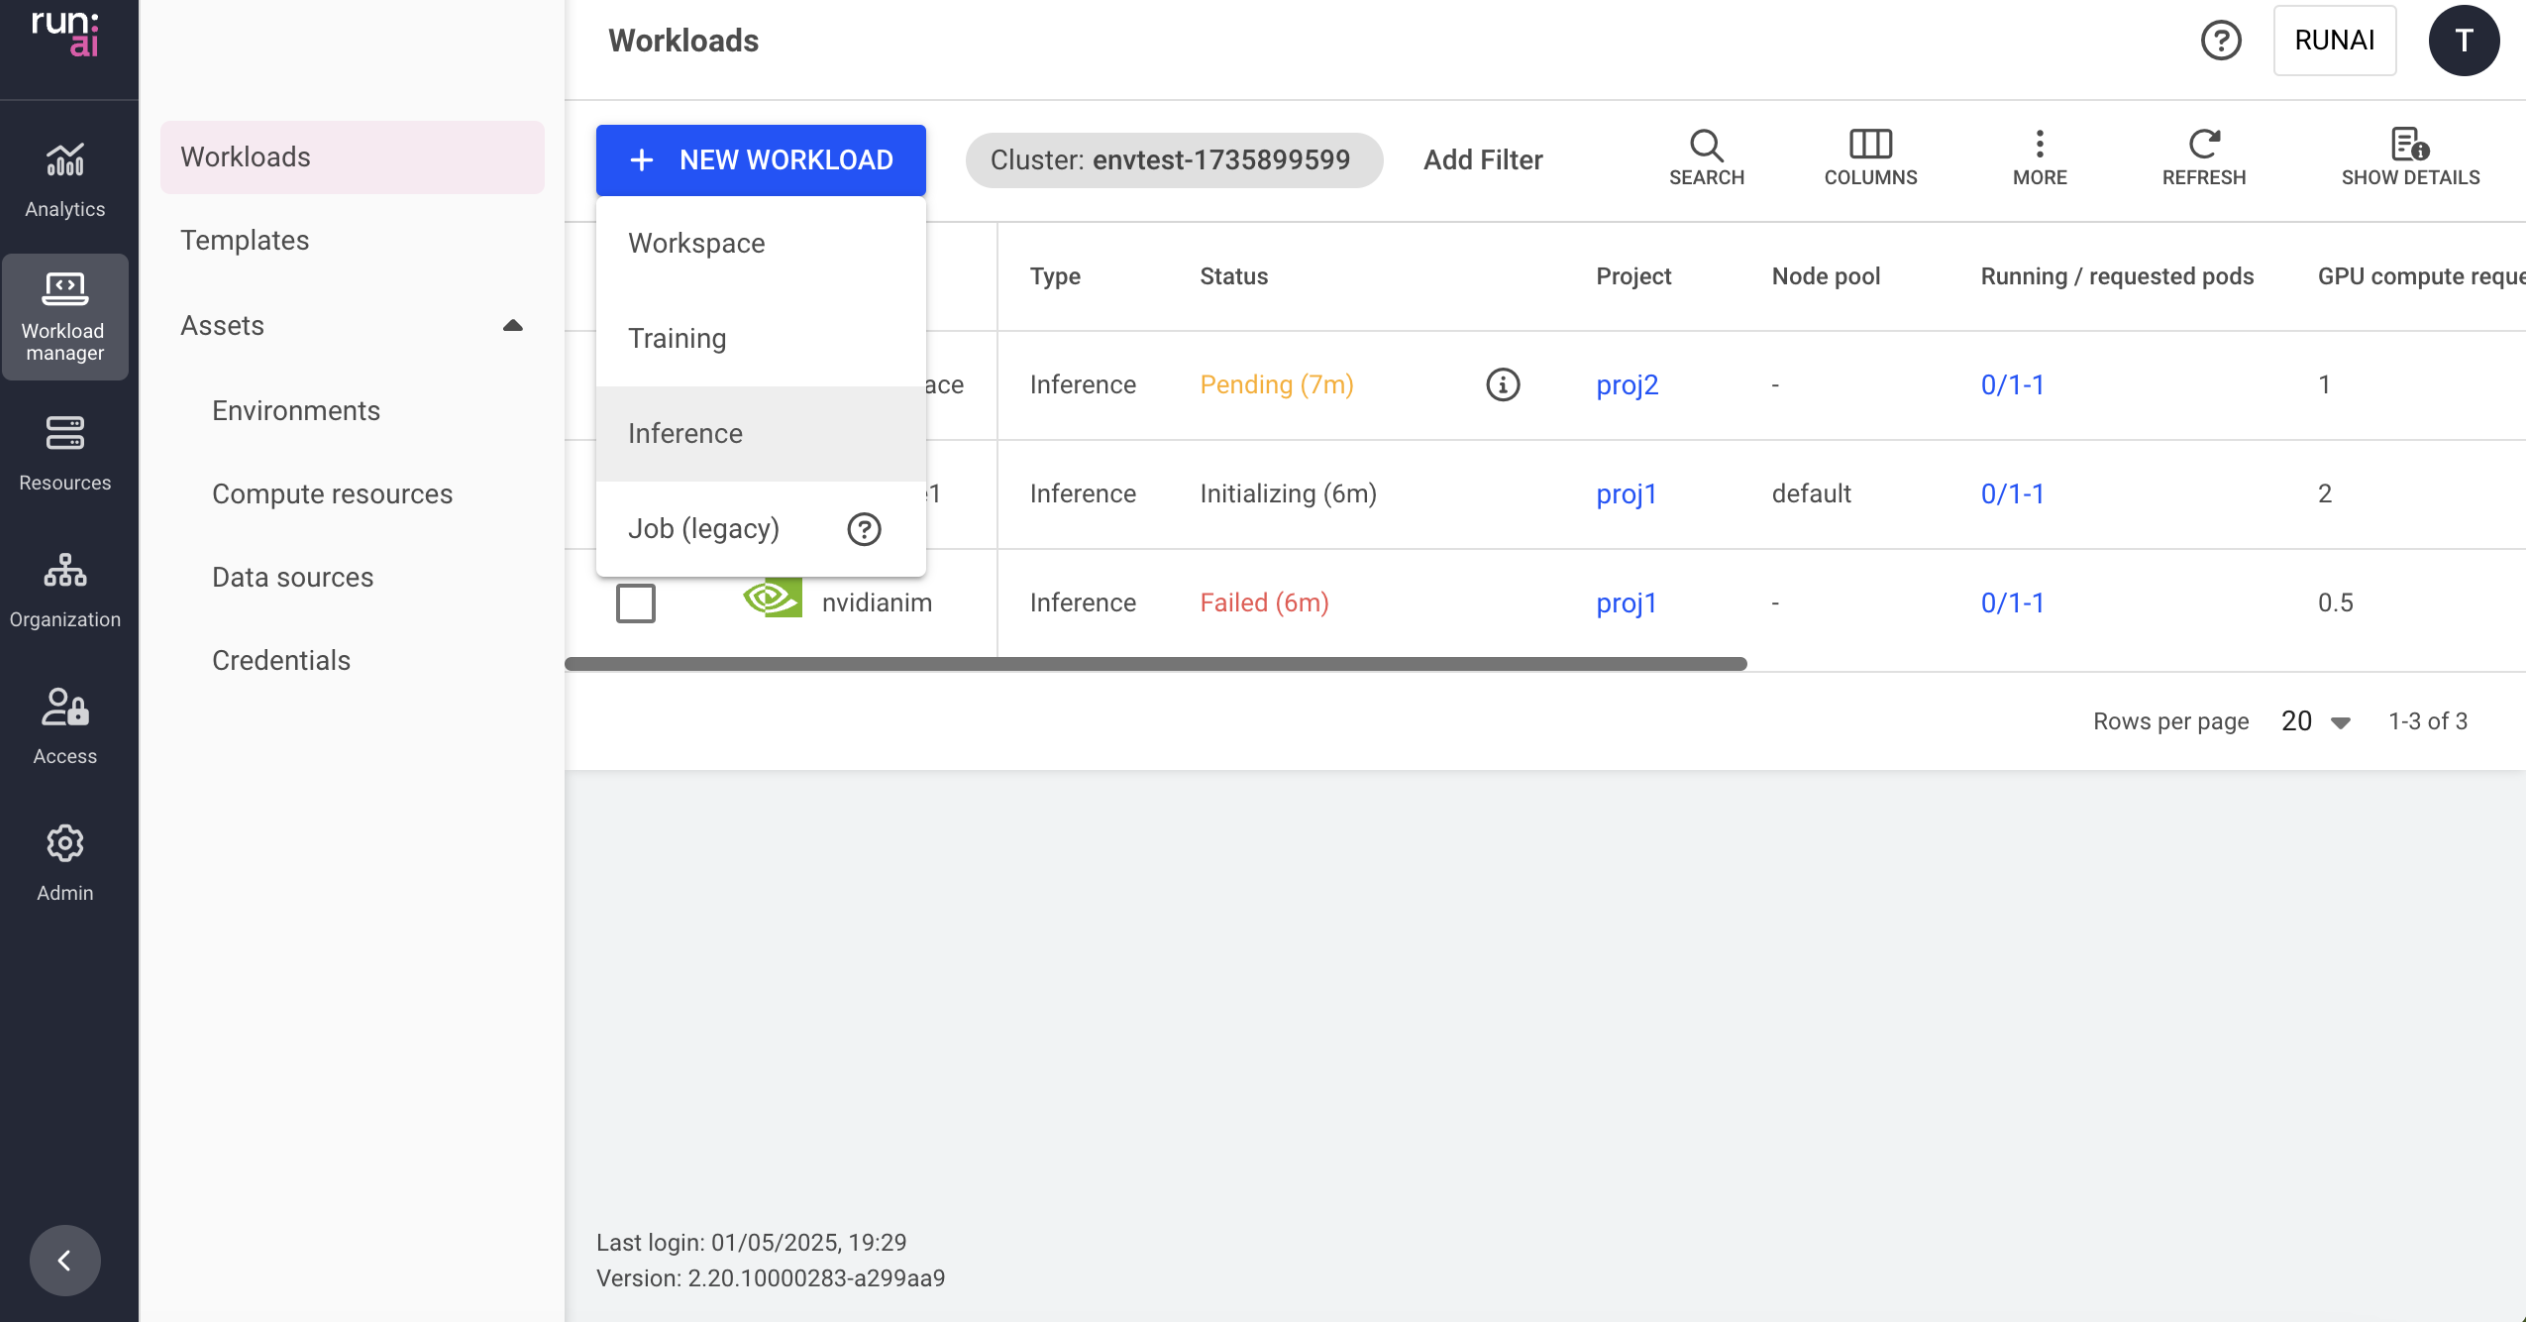 run:
ai
Workloads
RUNAI
T
Analytics
Workload
manager
Resources
Organization
Access
Admin
Workloads
Templates
Assets
Environments
Compute resources
Data sources
Credentials
NEW WORKLOAD
Cluster: envtest-1735899599
Add Filter
SEARCH
COLUMNS
MORE
REFRESH
SHOW DETAILS
Workspace
Training
Inference
Job (legacy)
Type Status Project Node pool Running / requested pods GPU compute reque
ace Inference Pending (7m) proj2 - 0/1-1 1
1 Inference Initializing (6m) proj1 default 0/1-1 2
nvidianim Inference Failed (6m) proj1 - 0/1-1 0.5
Rows per page 20 1-3 of 3
Last login: 01/05/2025, 19:29
Version: 2.20.10000283-a299aa9